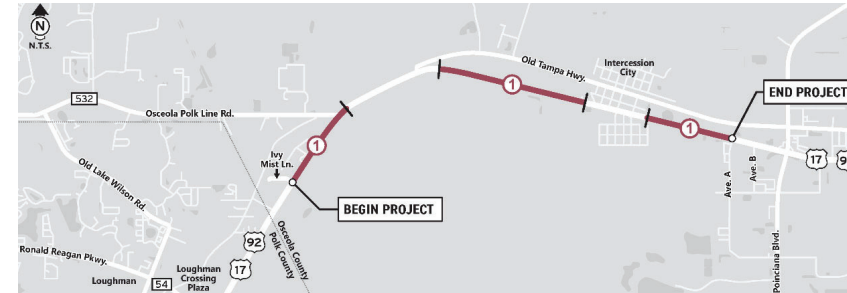 N
N.T.S.
532
Osceola Polk Line Rd.
Old Lake Wilson Rd.
Ronald Reagan Pkwy.
Loughman
54
Loughman
Crossing
Plaza
17
92
Osceola County
Polk County
Ivy
Mist Ln.
1
BEGIN PROJECT
1
Old Tampa Hwy.
Intercession
City
1
END PROJECT
17
9
Ave. A
Ave. B
Poinciana Blvd.